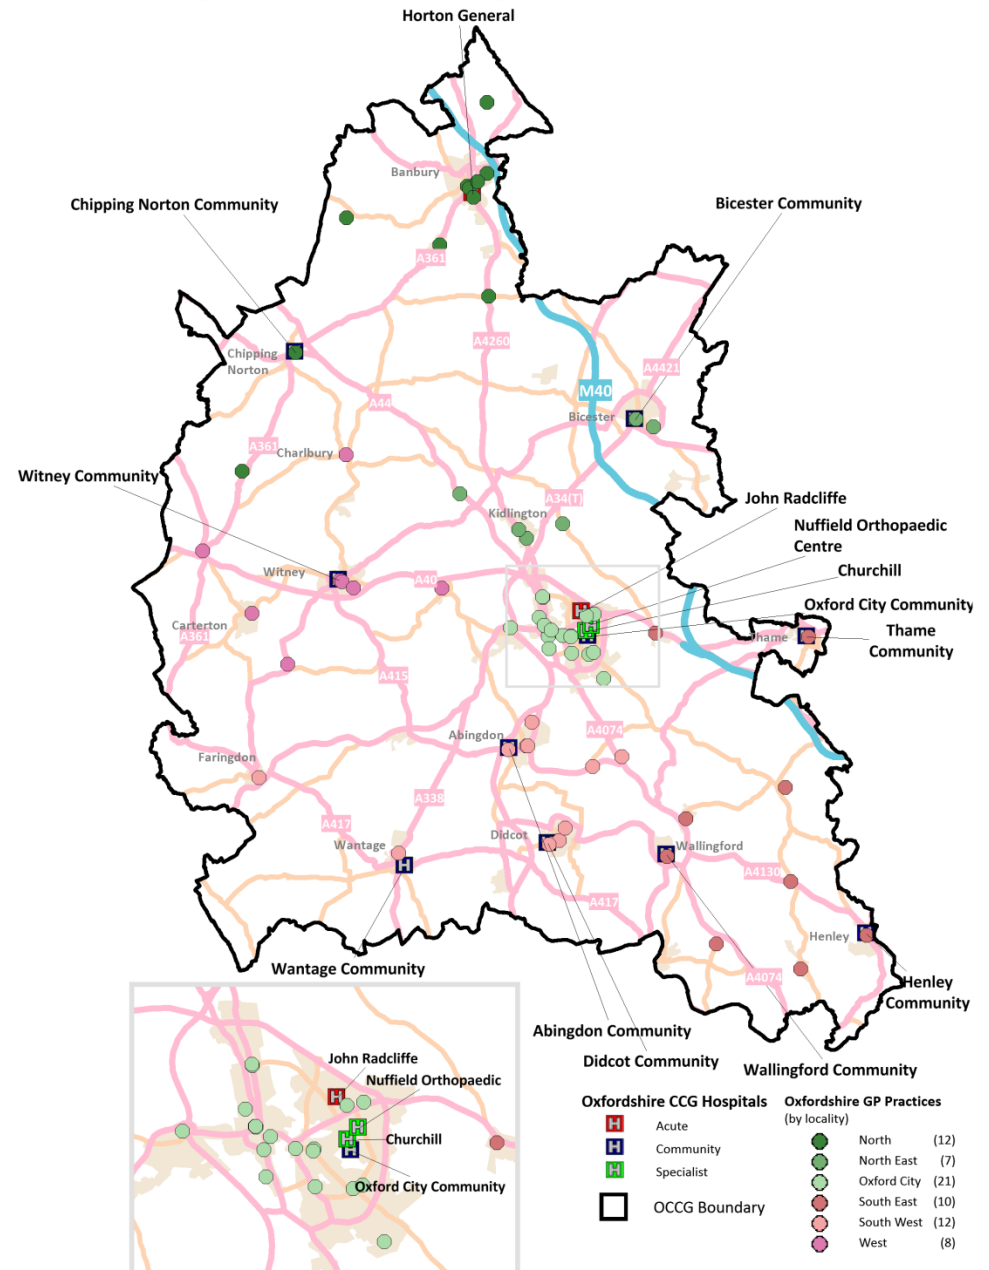 Horton General
Banbury
Chipping Norton Community
Bicester Community
A361
A4260
Chipping
Norton
A4421
M40
A44
Bicester
A361
Charlbury
Witney Community
A34(T)
John Radcliffe
Kidlington
Nuffield Orthopaedic
Centre
Churchill
Witney
A40
Oxford City Community
Carterton
A361
Thame
Thame
Community
A415
A4074
Abingdon
Faringdon
A338
A417
Wantage
Didcot
Wallingford
A4130
A417
Henley
Wantage Community
A4074
Henley
Community
Abingdon Community
Didcot Community
Wallingford Community
John Radcliffe
Nuffield Orthopaedic
Churchill
Oxford City Community
Oxfordshire CCG Hospitals
H Acute
H Community
H Specialist
OCCG Boundary
Oxfordshire GP Practices
(by locality)
North (12)
North East (7)
Oxford City (21)
South East (10)
South West (12)
West (8)